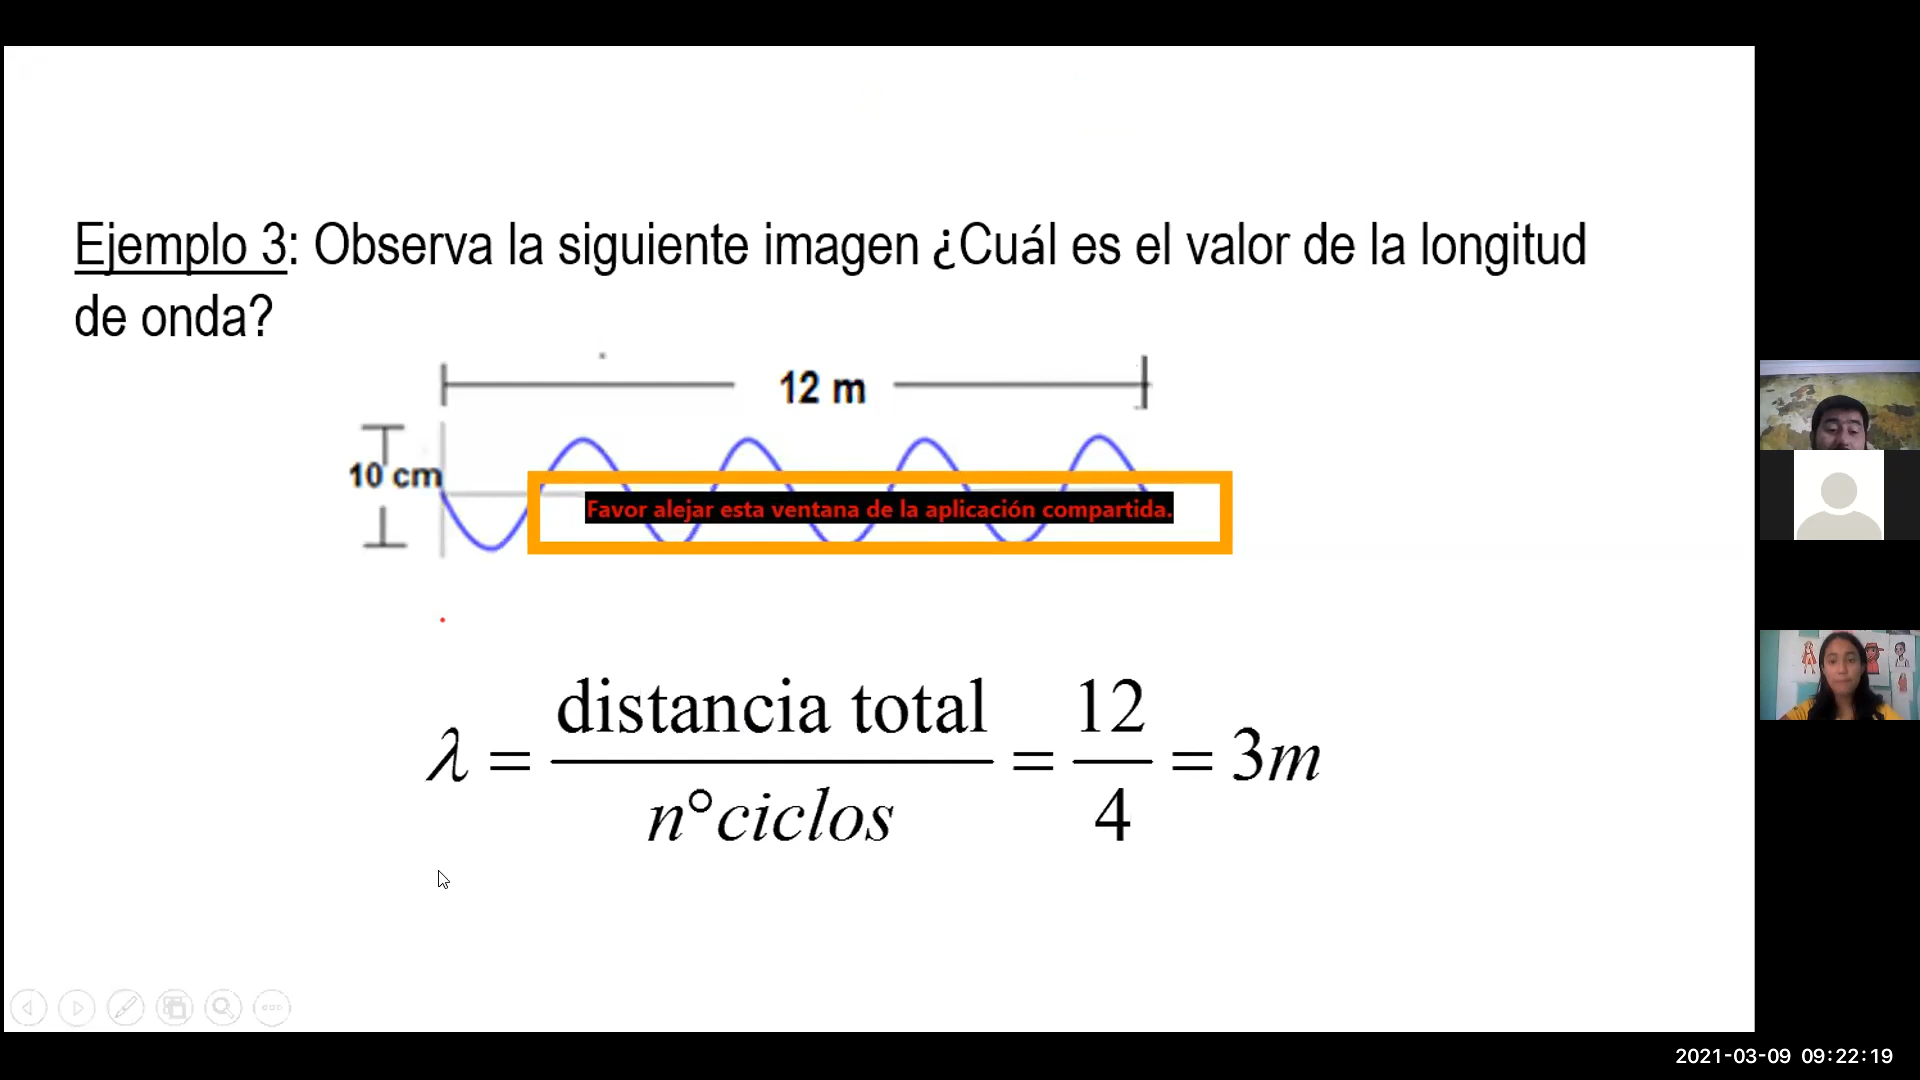 Ejemplo 3: Observa la siguiente imagen ¿Cuál es el valor de la longitud
de onda?
12 m
10 cm
Favor alejar esta ventana de la aplicación compartida.
λ = distancia total / n°ciclos = 12 / 4 = 3m
2021-03-09 09:22:19